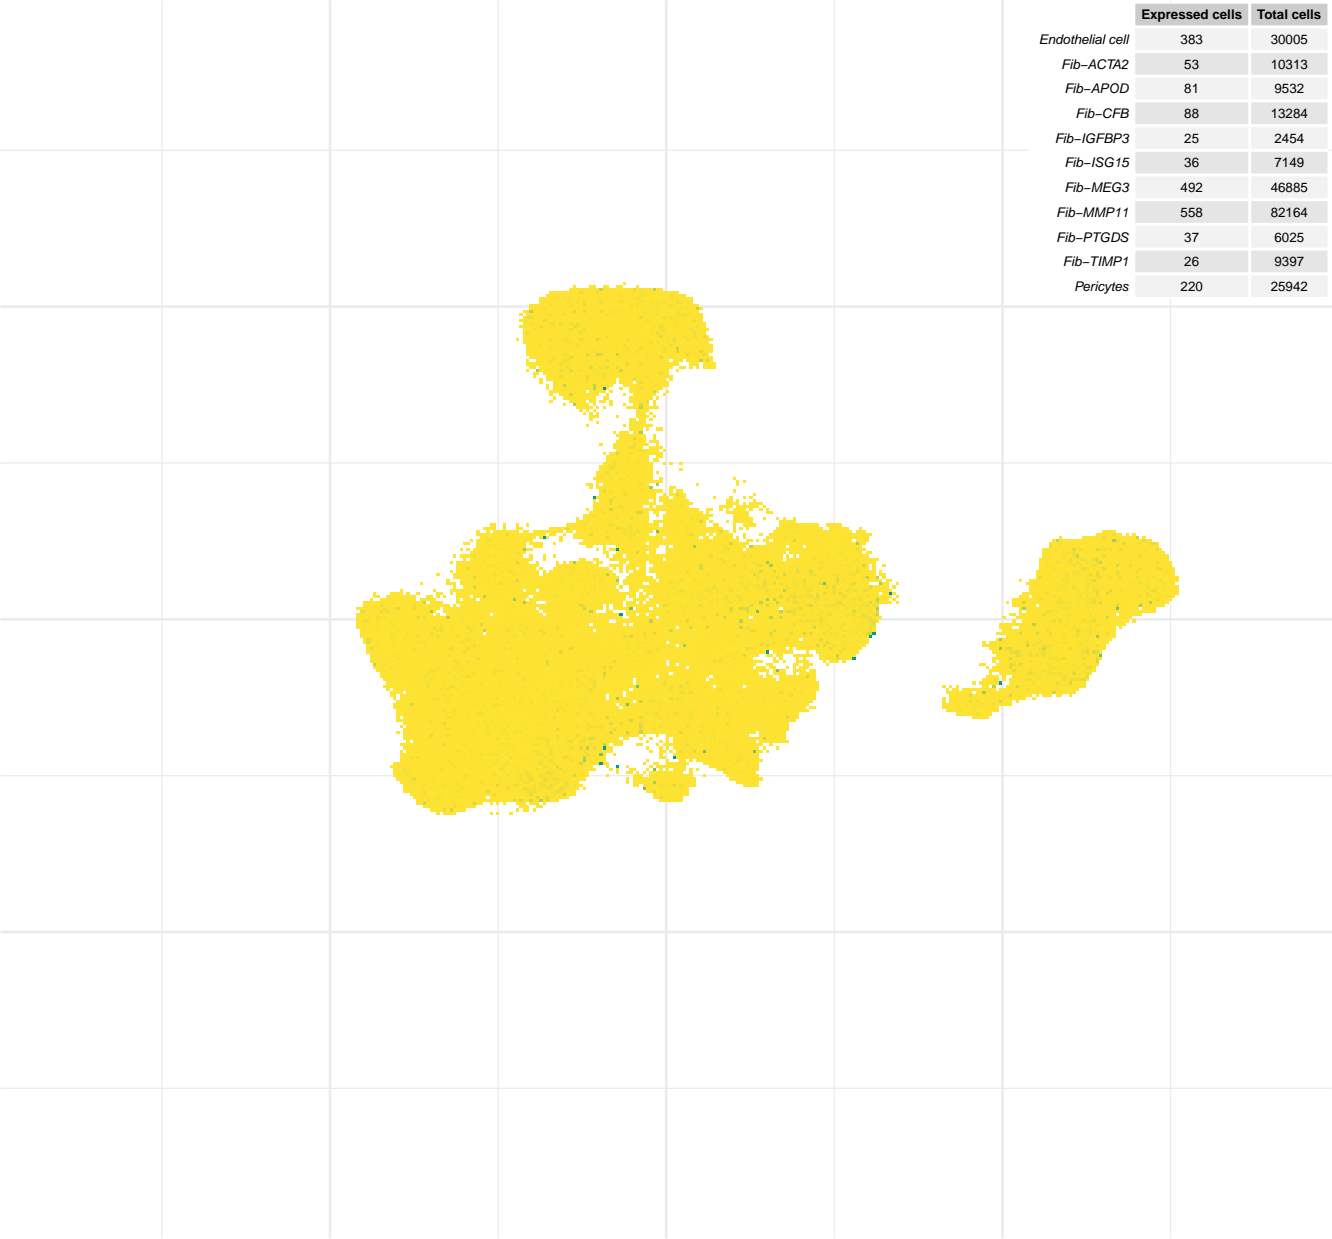 Expressed cells Total cells
Endothelial cell 383 30005
Fib−ACTA2 53 10313
Fib−APOD 81 9532
Fib−CFB 88 13284
Fib−IGFBP3 25 2454
Fib−ISG15 36 7149
Fib−MEG3 492 46885
Fib−MMP11 558 82164
Fib−PTGDS 37 6025
Fib−TIMP1 26 9397
Pericytes 220 25942